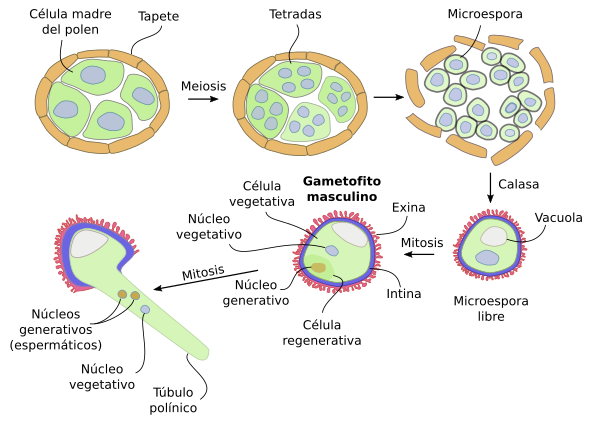 Célula madre
del polen
Tapete
Tetradas
Microespora
Meiosis
Calasa
Vacuola
Microespora
libre
Mitosis
Gametofito
masculino
Célula
vegetativa
Núcleo
vegetativo
Exina
Intina
Núcleo
generativo
Célula
regenerativa
Mitosis
Núcleos
generativos
(espermáticos)
Núcleo
vegetativo
Túbulo
polínico